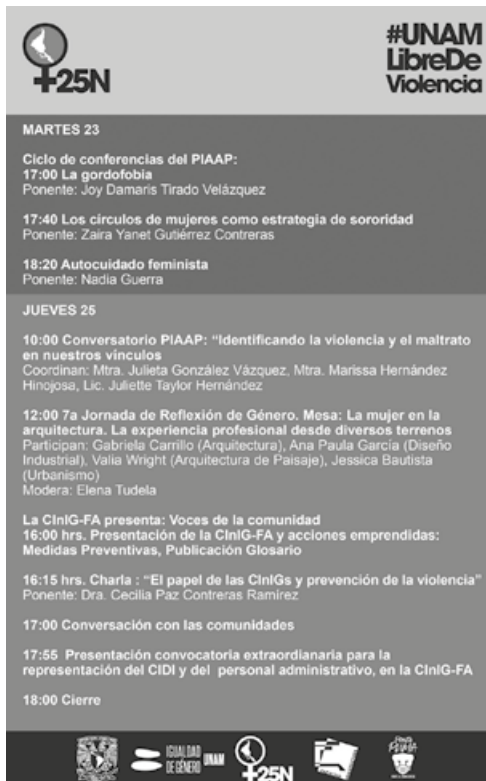 +25N
#UNAM
LibreDe
Violencia
MARTES 23
Ciclo de conferencias del PIAAP:
17:00 La gordofobia
Ponente: Joy Damaris Tirado Velázquez
17:40 Los círculos de mujeres como estrategia de sororidad
Ponente: Zaira Yanet Gutiérrez Contreras
18:20 Autocuidado feminista
Ponente: Nadia Guerra
JUEVES 25
10:00 Conversatorio PIAAP: “Identificando la violencia y el maltrato
en nuestros vínculos
Coordinan: Mtra. Julieta González Vázquez, Mtra. Marissa Hernández
Hinojosa, Lic. Juliette Taylor Hernández
12:00 7a Jornada de Reflexión de Género. Mesa: La mujer en la
arquitectura. La experiencia profesional desde diversos terrenos
Participan: Gabriela Carrillo (Arquitectura), Ana Paula García (Diseño
Industrial), Valia Wright (Arquitectura de Paisaje), Jessica Bautista
(Urbanismo)
Modera: Elena Tudela
La CInIG-FA presenta: Voces de la comunidad
16:00 hrs. Presentación de la CInIG-FA y acciones emprendidas:
Medidas Preventivas, Publicación Glosario
16:15 hrs. Charla : “El papel de las CInIGs y prevención de la violencia”
Ponente: Dra. Cecilia Paz Contreras Ramírez
17:00 Conversación con las comunidades
17:55 Presentación convocatoria extraordianaria para la
representación del CIDI y del personal administrativo, en la CInIG-FA
18:00 Cierre
IGUALDAD
DE GÉNERO UNAM
+25N